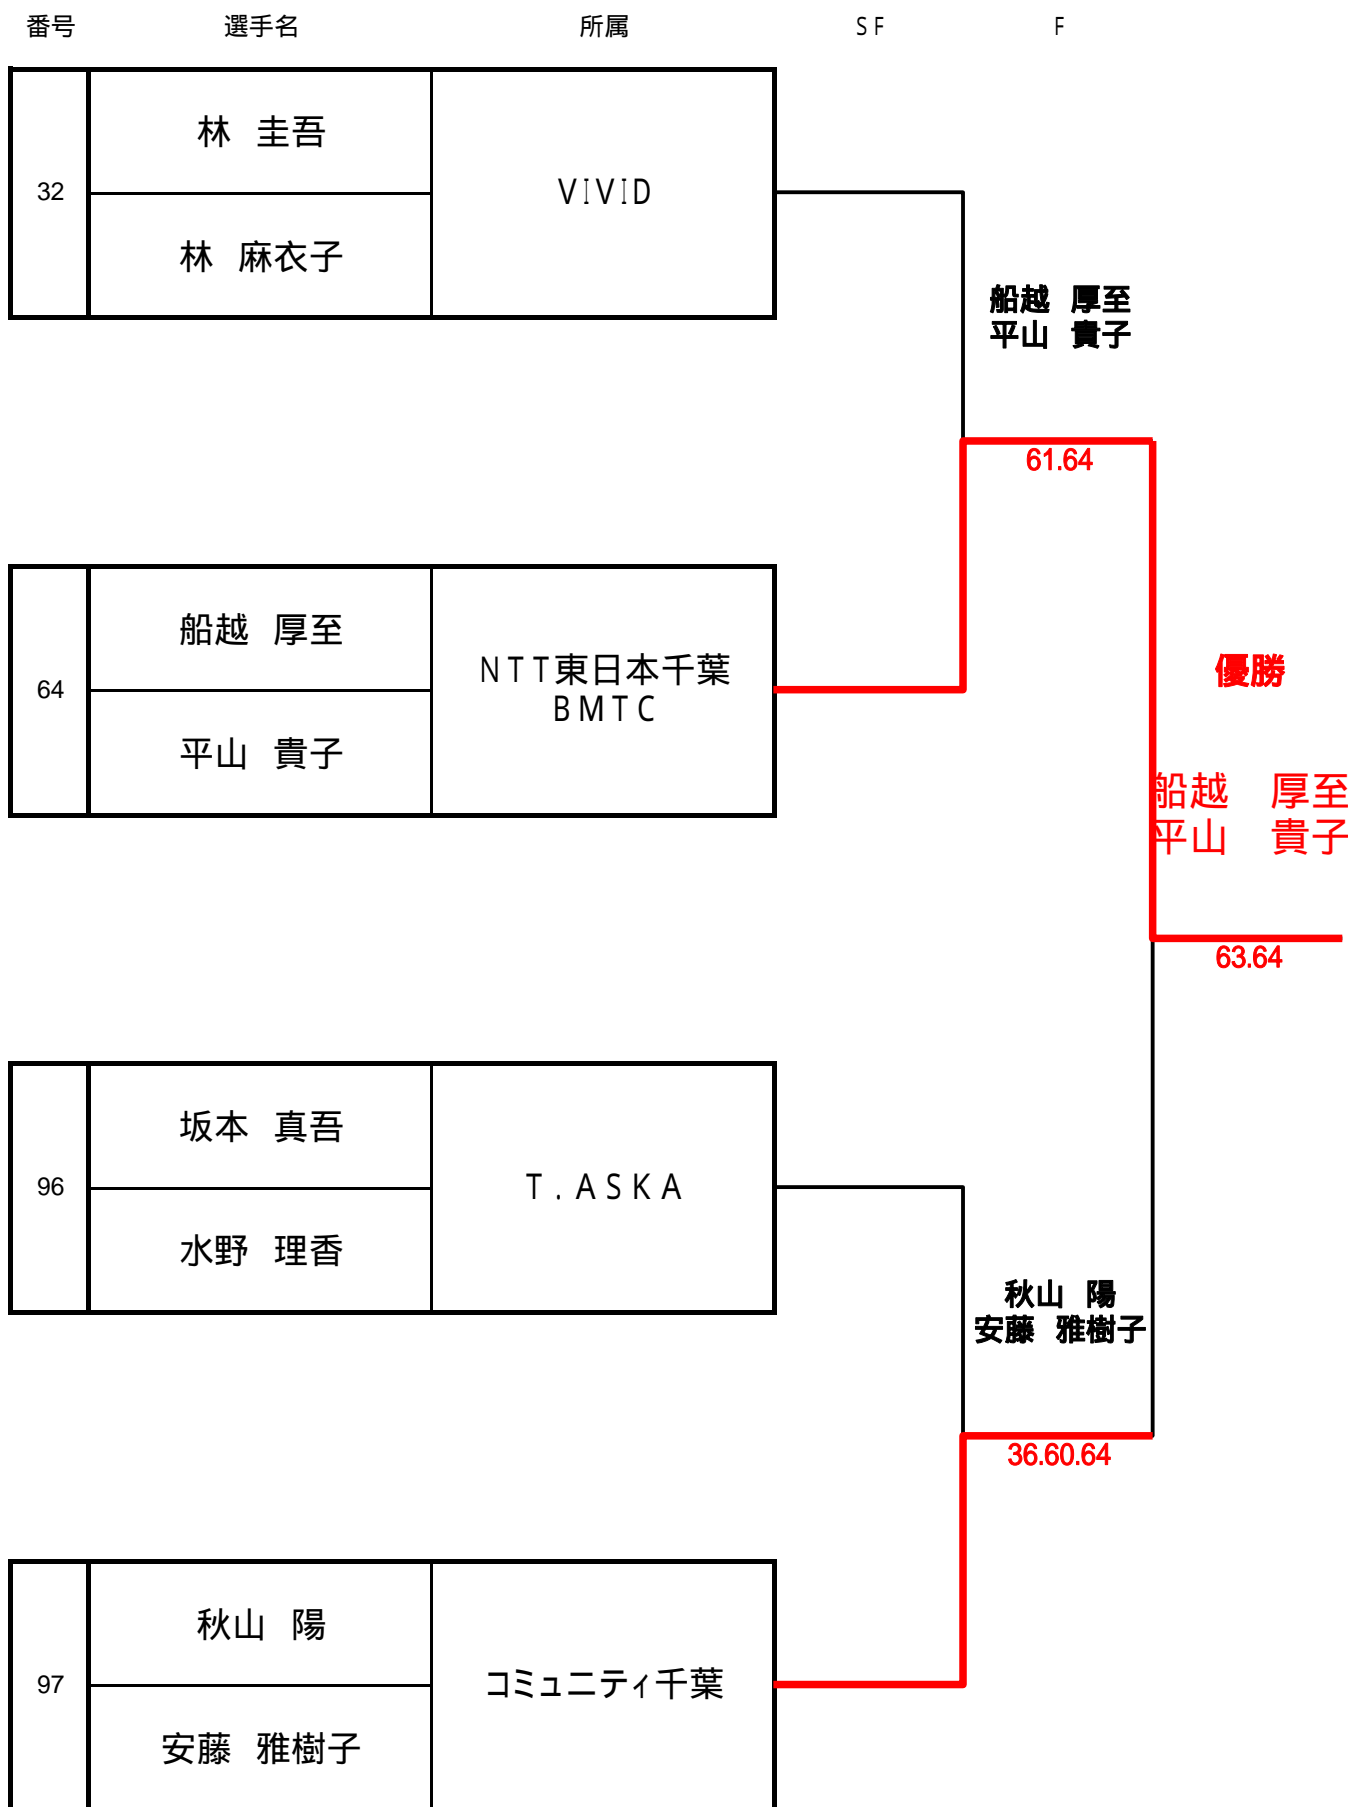 番号 選手名 所属 SF F
林 圭吾
32
VIVID
林 麻衣子
船越 厚至
平山 貴子
61.64
船越 厚至
64
NTT東日本千葉
BMTC
平山 貴子
優勝
船越 厚至
平山 貴子
63.64
坂本 真吾
96
T.ASKA
水野 理香
秋山 陽
安藤 雅樹子
36.60.64
秋山 陽
97
コミュニティ千葉
安藤 雅樹子